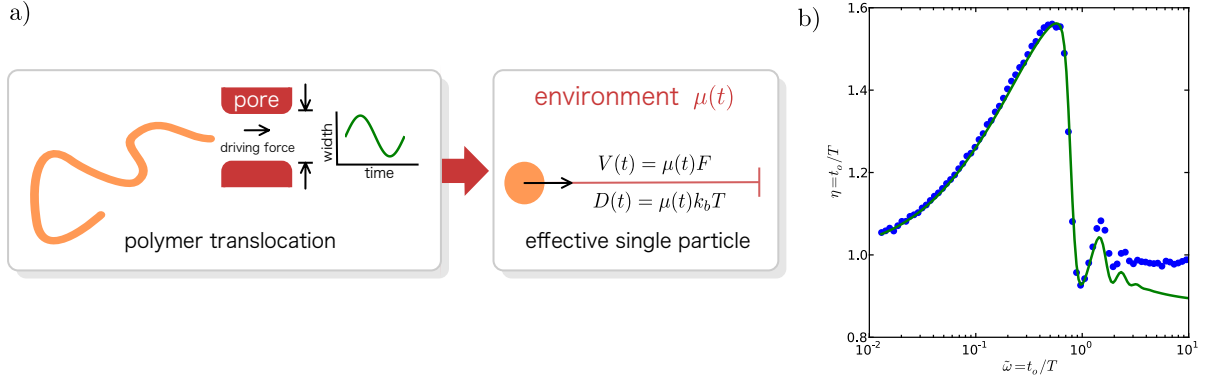 a)
pore
driving force
width
time
polymer translocation
environment μ(t)
V(t) = μ(t)F
D(t) = μ(t)k_bT
effective single particle
b)
1.6
1.4
1.2
1.0
0.8
η=t_o/T
10^-2
10^-1
10^0
10^1
ω̃=t_o/T